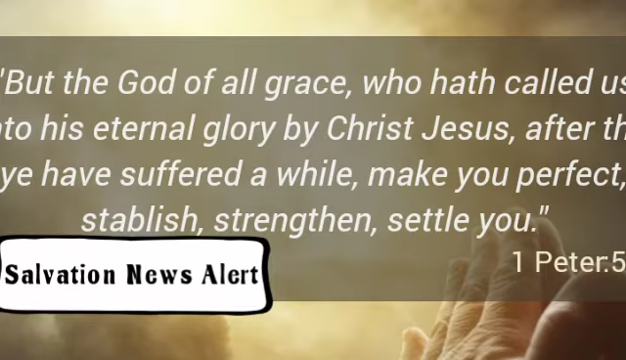 "But the God of all grace, who hath called us
nto his eternal glory by Christ Jesus, after th
ye have suffered a while, make you perfect,
stablish, strengthen, settle you."
1 Peter:5
Salvation News Alert